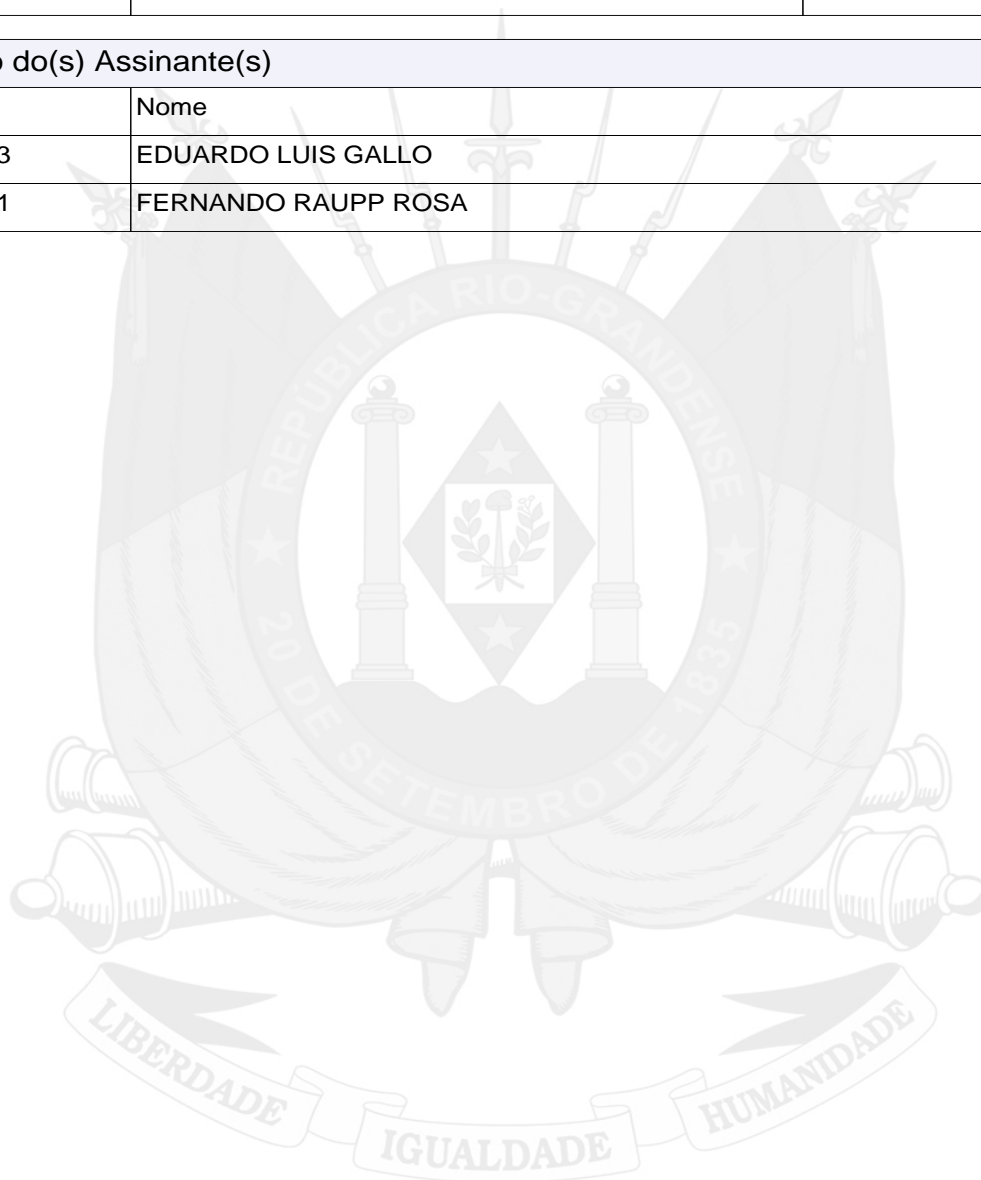 o do(s) Assinante(s)
Nome
3 EDUARDO LUIS GALLO
1 FERNANDO RAUPP ROSA
REPÚBLICA RIO-GRANDENSE
★ 20 DE SETEMBRO DE 1835 ★
LIBERDADE
IGUALDADE
HUMANIDADE